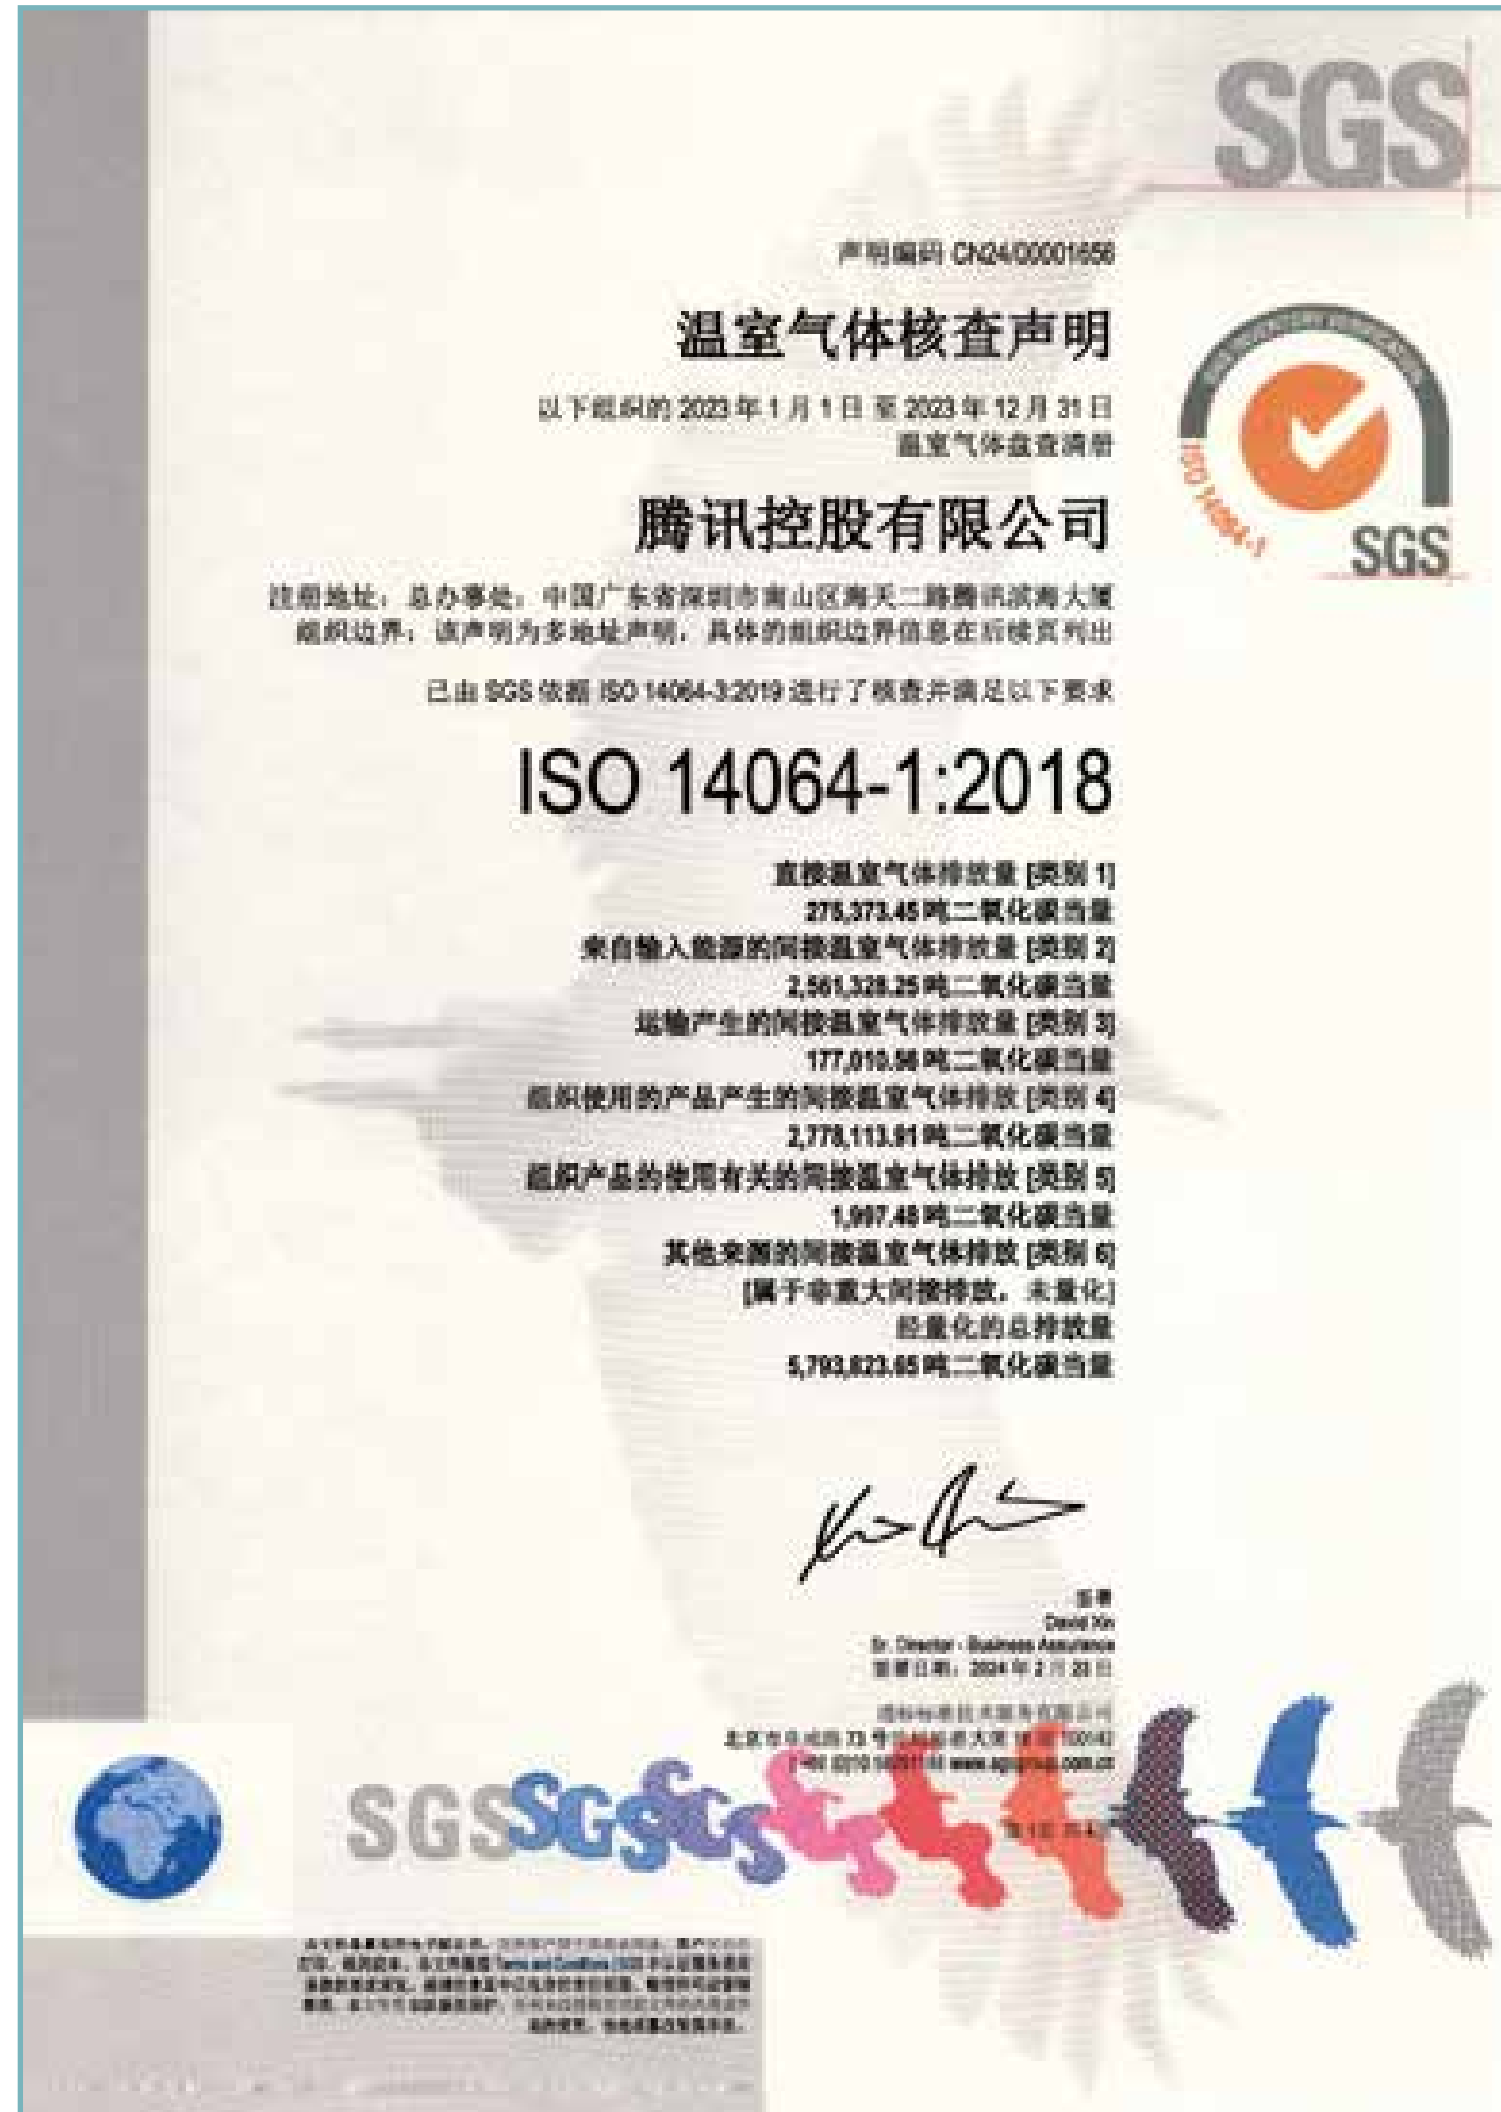 SGS
声明编码 CN24/00001656
温室气体核查声明
以下组织的 2023 年 1 月 1 日 至 2023 年 12 月 31 日
温室气体盘查清册
腾讯控股有限公司
ISO 14064-1
SGS
注册地址：总办事处：中国广东省深圳市南山区海天二路腾讯滨海大厦
组织边界：该声明为多地址声明，具体的组织边界信息在后续页列出
已由 SGS 依据 ISO 14064-3:2019 进行了核查并满足以下要求
ISO 14064-1:2018
直接温室气体排放量 [类别 1]
275,373.45 吨二氧化碳当量
来自输入能源的间接温室气体排放量 [类别 2]
2,561,328.25 吨二氧化碳当量
运输产生的间接温室气体排放量 [类别 3]
177,010.56 吨二氧化碳当量
组织使用的产品产生的间接温室气体排放 [类别 4]
2,778,113.91 吨二氧化碳当量
组织产品的使用有关的间接温室气体排放 [类别 5]
1,997.48 吨二氧化碳当量
其他来源的间接温室气体排放 [类别 6]
[属于非重大间接排放，未量化]
经量化的总排放量
5,793,823.65 吨二氧化碳当量
签署
David Xin
Sr. Director - Business Assurance
签署日期：2024 年 2 月
SGS SGS SGS